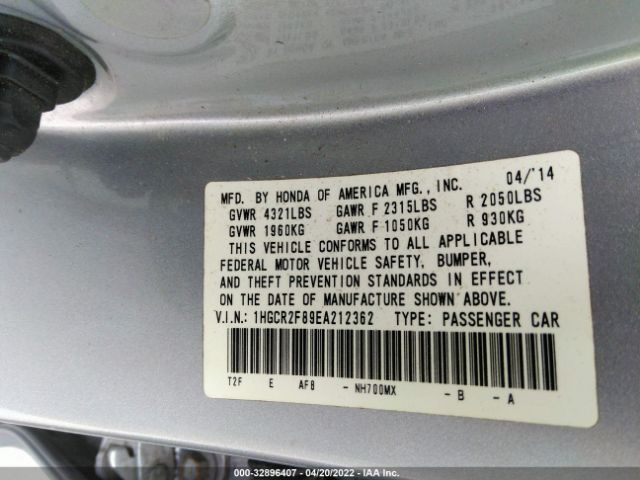 MFD. BY HONDA OF AMERICA MFG., INC. 04/'14
GVWR 4321LBS GAWR F 2315LBS R 2050LBS
GVWR 1960KG GAWR F 1050KG R 930KG
THIS VEHICLE CONFORMS TO ALL APPLICABLE
FEDERAL MOTOR VEHICLE SAFETY, BUMPER,
AND THEFT PREVENTION STANDARDS IN EFFECT
ON THE DATE OF MANUFACTURE SHOWN ABOVE.
V.I.N.: 1HGCR2F89EA212362 TYPE: PASSENGER CAR
T2F E AF8 - NH700MX - B - A
000-32896407 - 04/20/2022 - IAA Inc.